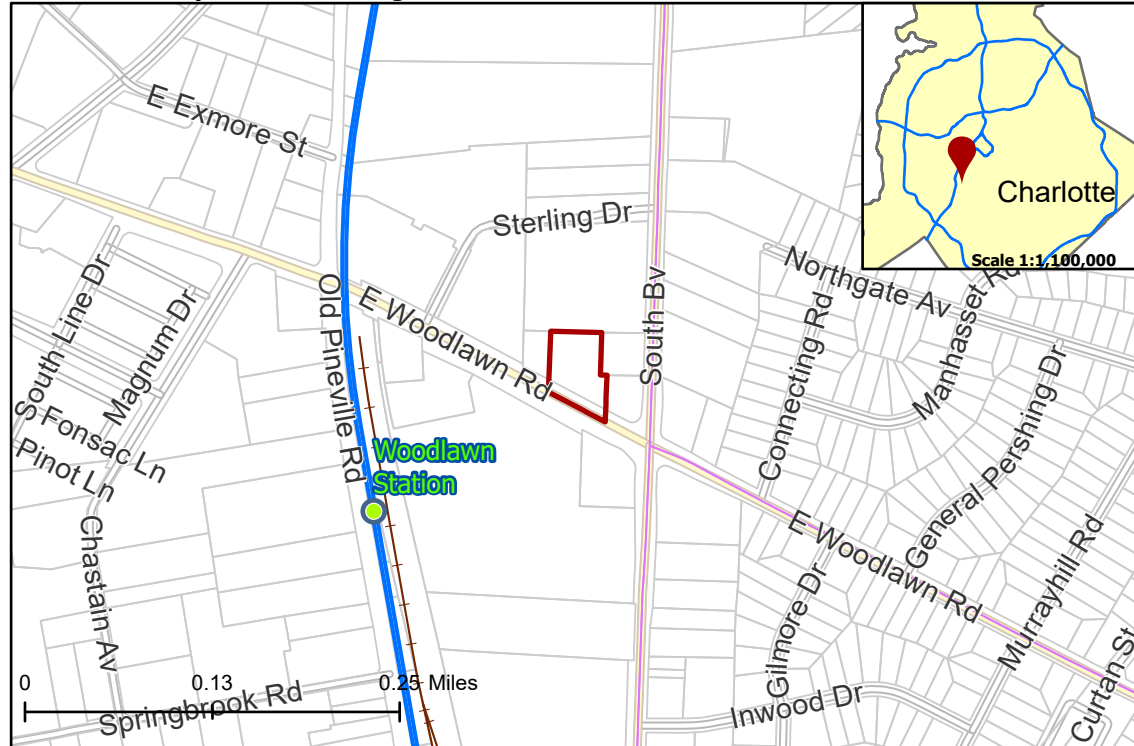 E Exmore St
Sterling Dr
Charlotte
Scale 1:1,100,000
Northgate Av
Manhasset Rd
South Line Dr
Magnum Dr
Old Pineville Rd
E Woodlawn Rd
South Bv
Connecting Rd
General Pershing Dr
S Fonsac Ln
Pinot Ln
Woodlawn
Station
Chastain Av
E Woodlawn Rd
Gilmore Dr
Murrayhill Rd
Curtan St
Inwood Dr
Springbrook Rd
0 0.13 0.25 Miles